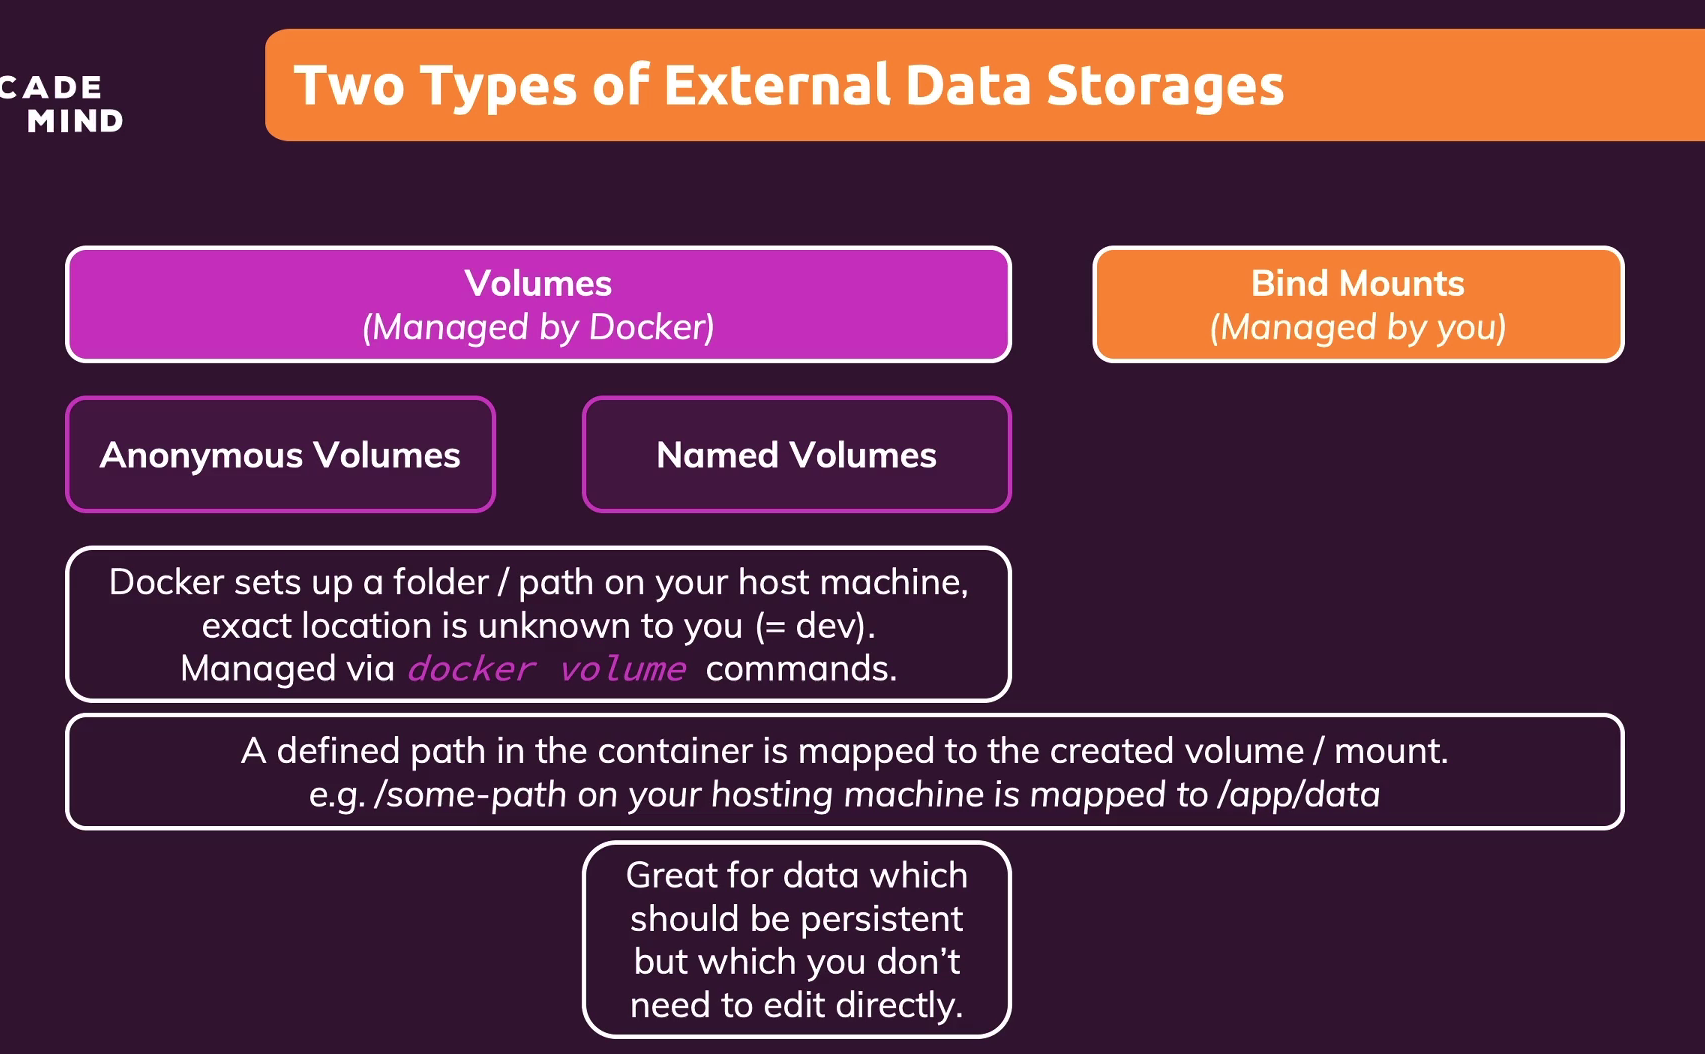 CADE
MIND
Two Types of External Data Storages
Volumes
(Managed by Docker)
Bind Mounts
(Managed by you)
Anonymous Volumes
Named Volumes
Docker sets up a folder / path on your host machine,
exact location is unknown to you (= dev).
Managed via docker volume commands.
A defined path in the container is mapped to the created volume / mount.
e.g. /some-path on your hosting machine is mapped to /app/data
Great for data which
should be persistent
but which you don’t
need to edit directly.